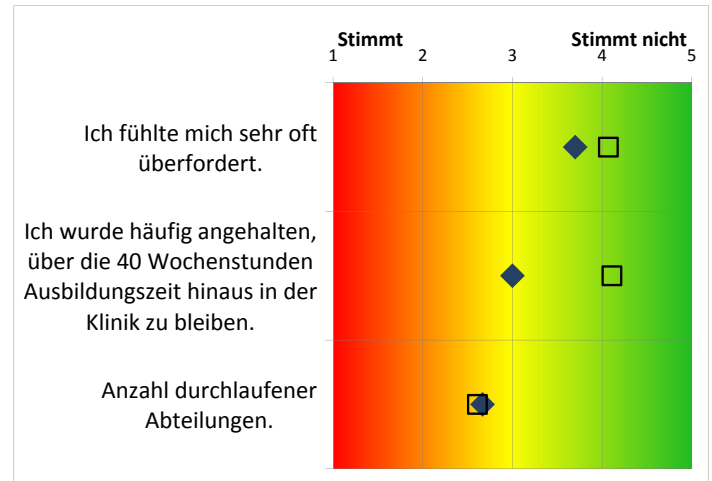 Stimmt Stimmt nicht
1 2 3 4 5
Ich fühlte mich sehr oft
überfordert.
Ich wurde häufig angehalten,
über die 40 Wochenstunden
Ausbildungszeit hinaus in der
Klinik zu bleiben.
Anzahl durchlaufener
Abteilungen.